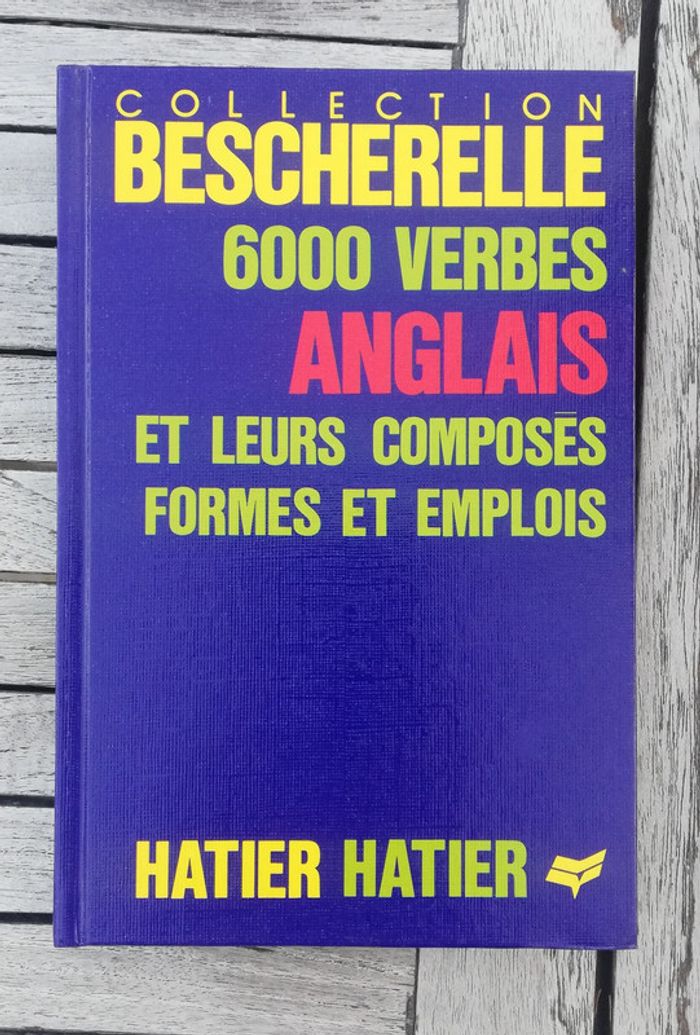 COLLECTION
BESCHERELLE
6000 VERBES
ANGLAIS
ET LEURS COMPOSÉS
FORMES ET EMPLOIS
HATIER HATIER